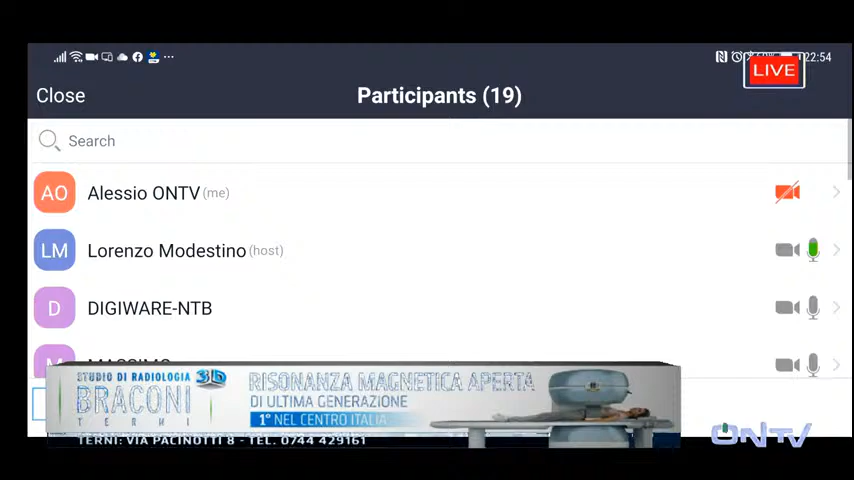 22:54
LIVE
Close
Participants (19)
Search
AO
Alessio ONTV (me)
LM
Lorenzo Modestino (host)
D
DIGIWARE-NTB
M
MASSIMO
STUDIO DI RADIOLOGIA 3D
BRACONI
TERNI
RISONANZA MAGNETICA APERTA
DI ULTIMA GENERAZIONE
1° NEL CENTRO ITALIA
TERNI: VIA PACINOTTI 8 - TEL. 0744 429161
ONTV